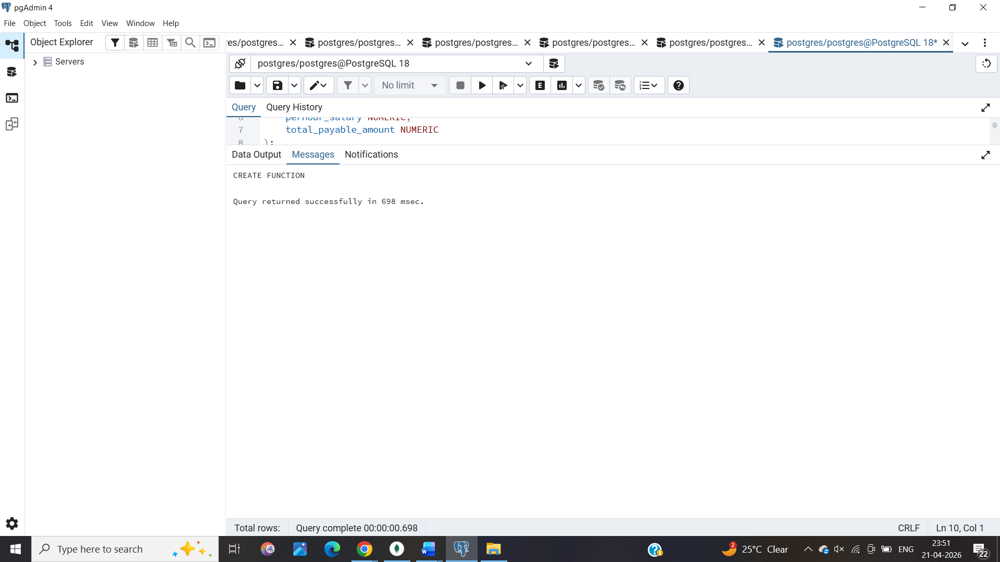 pgAdmin 4
File Object Tools Edit View Window Help
Object Explorer
Servers
res/postgres...
postgres/postgres...
postgres/postgres...
postgres/postgres...
postgres/postgres...
postgres/postgres@PostgreSQL 18*
postgres/postgres@PostgreSQL 18
No limit
E
Query Query History
6 perhour_salary NUMERIC,
7 total_payable_amount NUMERIC
8 );
Data Output Messages Notifications
CREATE FUNCTION
Query returned successfully in 698 msec.
Total rows: Query complete 00:00:00.698 CRLF Ln 10, Col 1
Type here to search
2
25°C Clear
ENG
23:51
21-04-2026
22